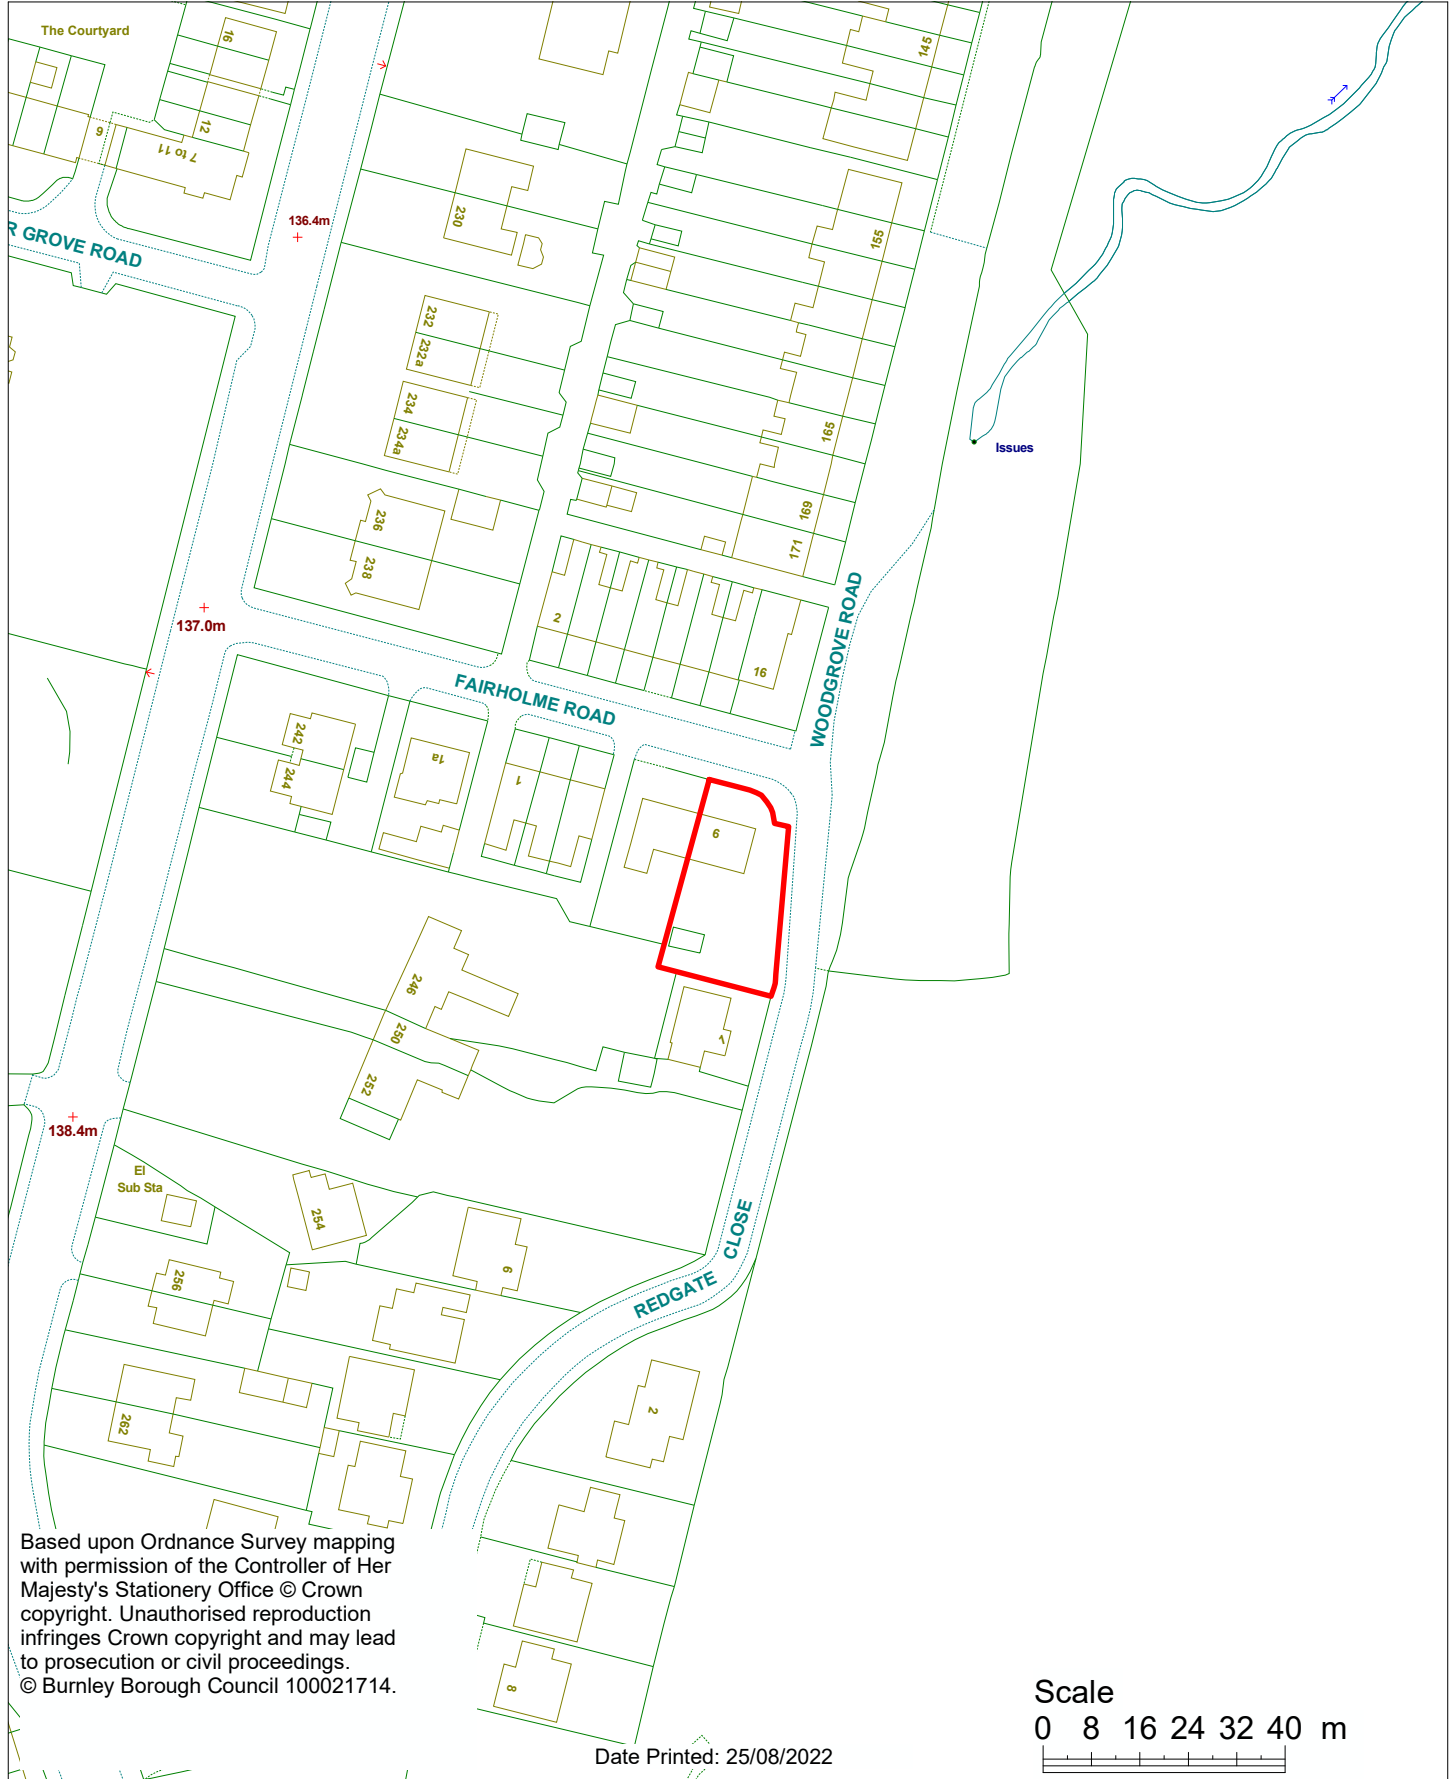 The Courtyard
16
145
12
9
7 to 11
136.4m
R GROVE ROAD
230
155
232
232a
234
234a
165
Issues
236
169
238
171
137.0m
2
16
WOODGROVE ROAD
FAIRHOLME ROAD
242
244
1a
1
6
246
250
7
252
138.4m
El
Sub Sta
254
6
256
CLOSE
REDGATE
262
2
Based upon Ordnance Survey mapping
with permission of the Controller of Her
Majesty's Stationery Office © Crown
copyright. Unauthorised reproduction
infringes Crown copyright and may lead
to prosecution or civil proceedings.
© Burnley Borough Council 100021714.
8
Scale
0 8 16 24 32 40 m
Date Printed: 25/08/2022